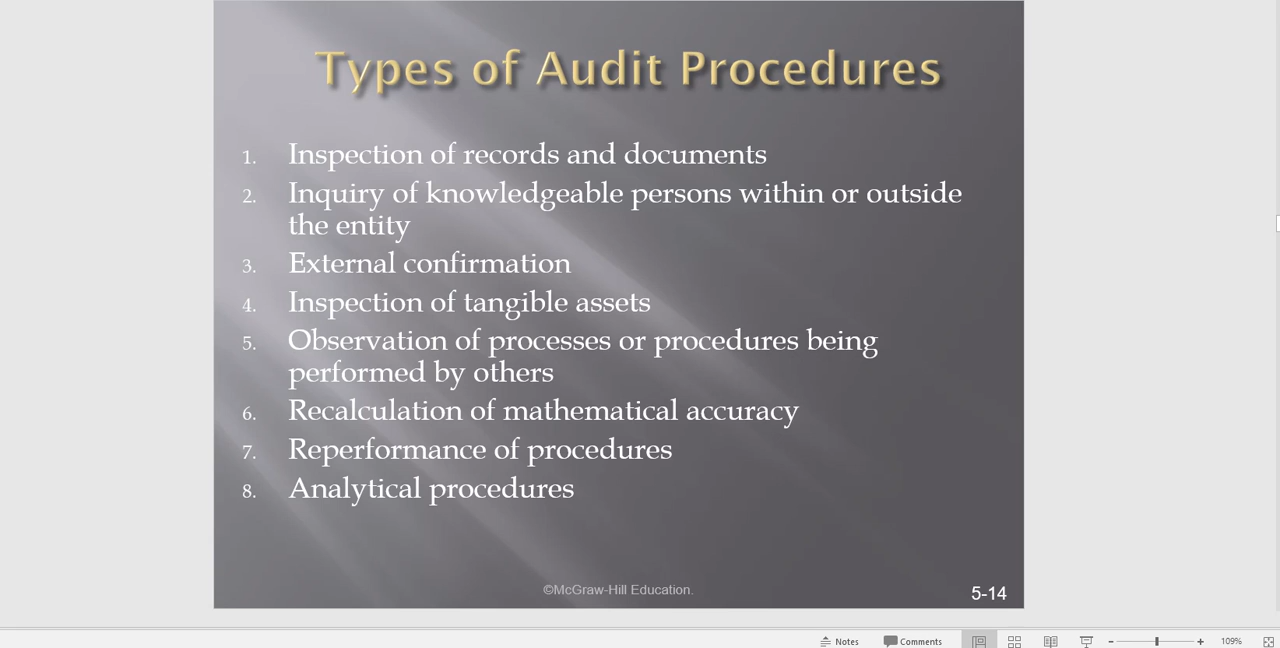 Types of Audit Procedures
1. Inspection of records and documents
2. Inquiry of knowledgeable persons within or outside
the entity
3. External confirmation
4. Inspection of tangible assets
5. Observation of processes or procedures being
performed by others
6. Recalculation of mathematical accuracy
7. Reperformance of procedures
8. Analytical procedures
©McGraw-Hill Education.
5-14
Notes Comments 109%